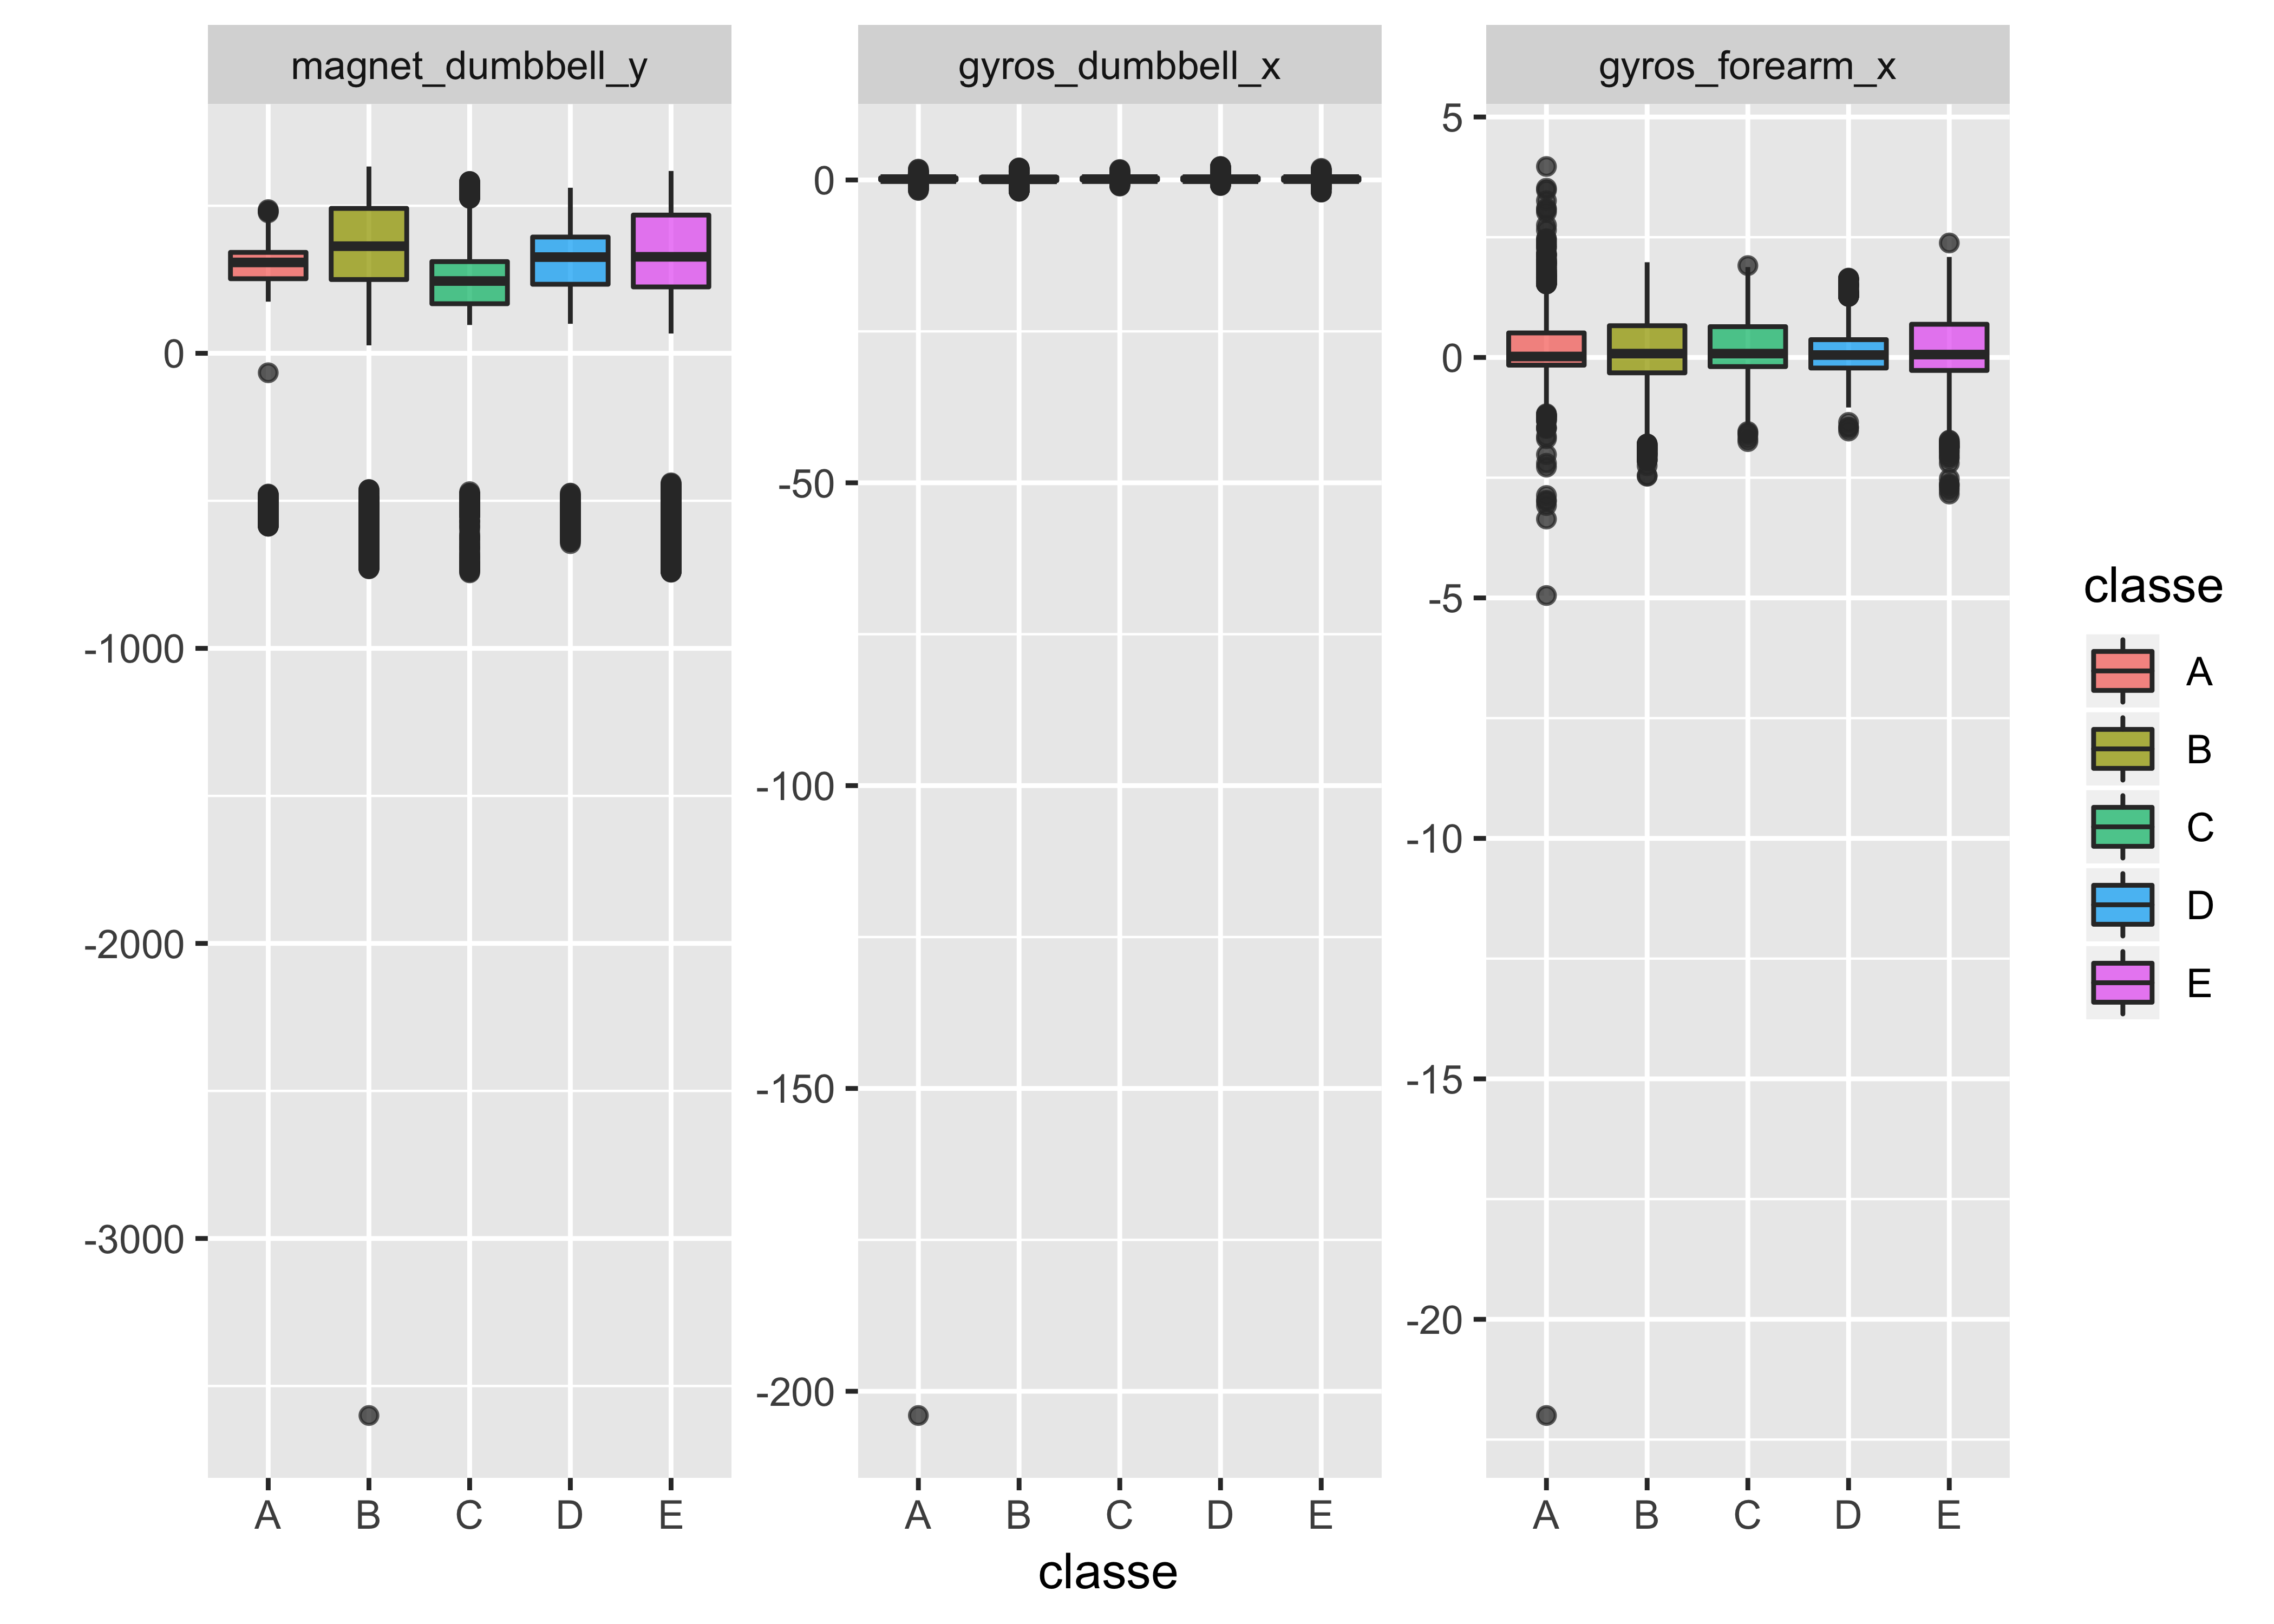 magnet_dumbbell_y
gyros_dumbbell_x
gyros_forearm_x
0
-1000
-2000
-3000
0
-50
-100
-150
-200
5
0
-5
-10
-15
-20
A B C D E
A B C D E
A B C D E
classe
classe
A
B
C
D
E